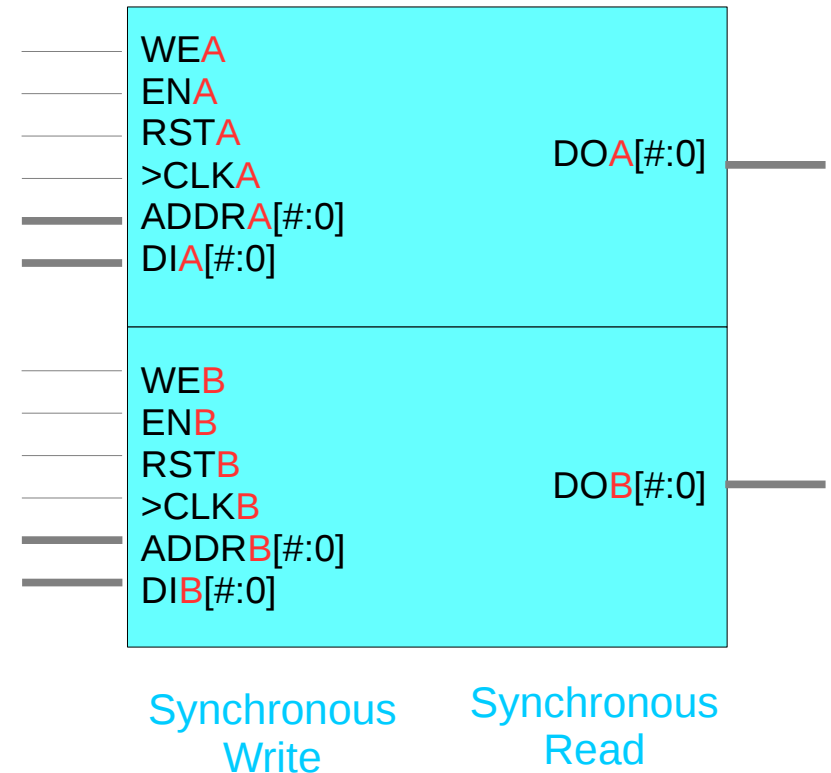 WEA
ENA
RSTA
>CLKA
ADDRA[#:0]
DIA[#:0]
DOA[#:0]
WEB
ENB
RSTB
>CLKB
ADDRB[#:0]
DIB[#:0]
DOB[#:0]
Synchronous
Write
Synchronous
Read